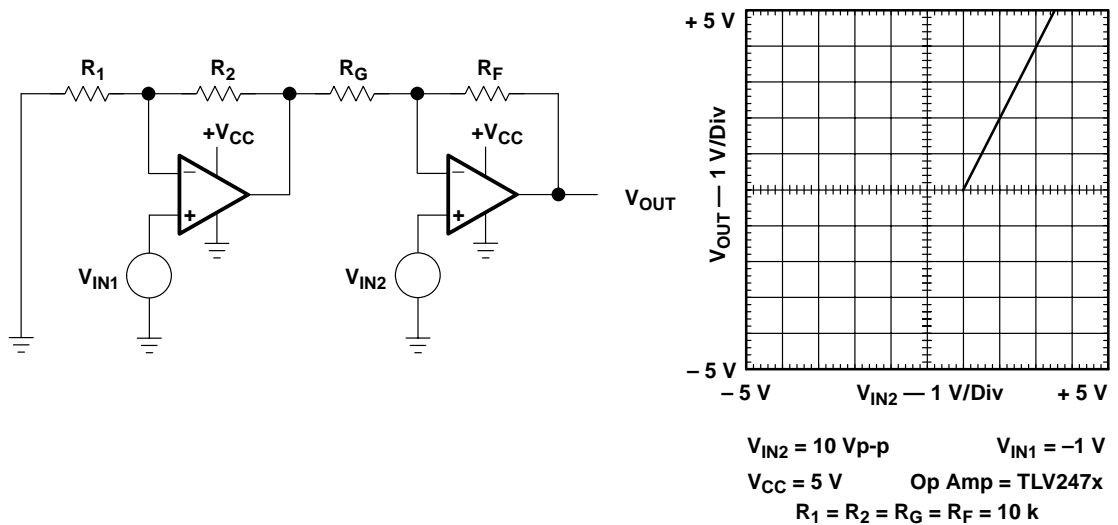 R1
R2
RG
RF
+VCC
+VCC
–
+
–
+
VIN1
VIN2
VOUT
+ 5 V
VOUT — 1 V/Div
– 5 V
– 5 V
VIN2 — 1 V/Div
+ 5 V
VIN2 = 10 Vp-p
VIN1 = –1 V
VCC = 5 V
Op Amp = TLV247x
R1 = R2 = RG = RF = 10 k